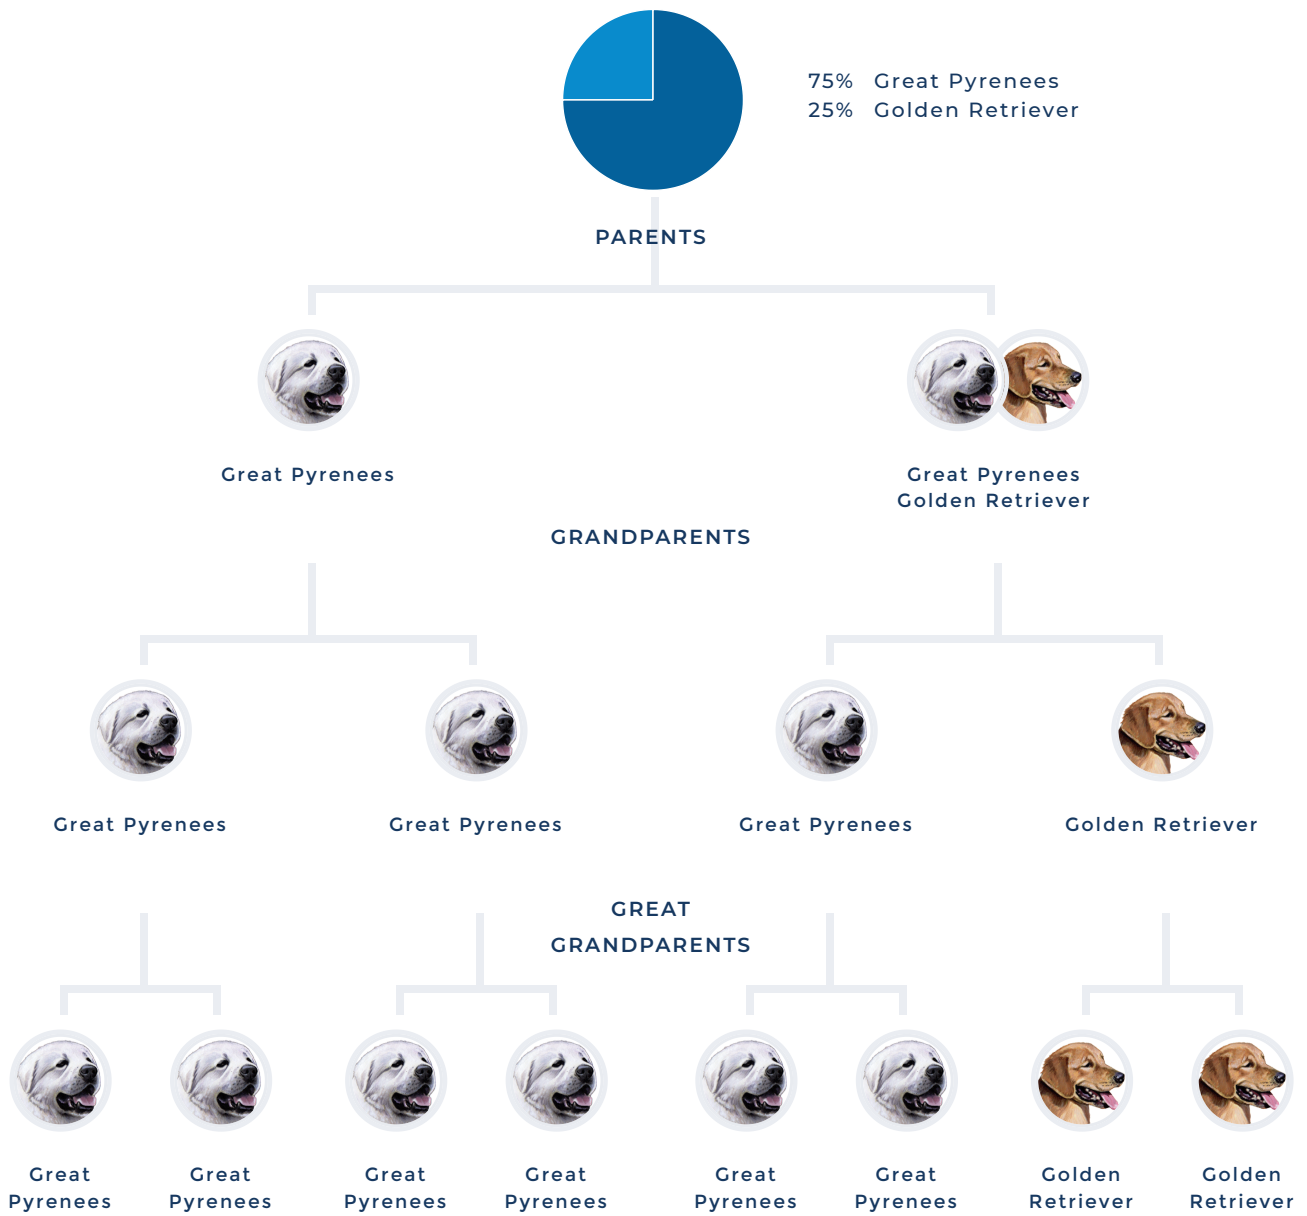 75% Great Pyrenees
25% Golden Retriever
PARENTS
Great Pyrenees
Great Pyrenees
Golden Retriever
GRANDPARENTS
Great Pyrenees
Great Pyrenees
Great Pyrenees
Golden Retriever
GREAT
GRANDPARENTS
Great
Pyrenees
Great
Pyrenees
Great
Pyrenees
Great
Pyrenees
Great
Pyrenees
Great
Pyrenees
Golden
Retriever
Golden
Retriever